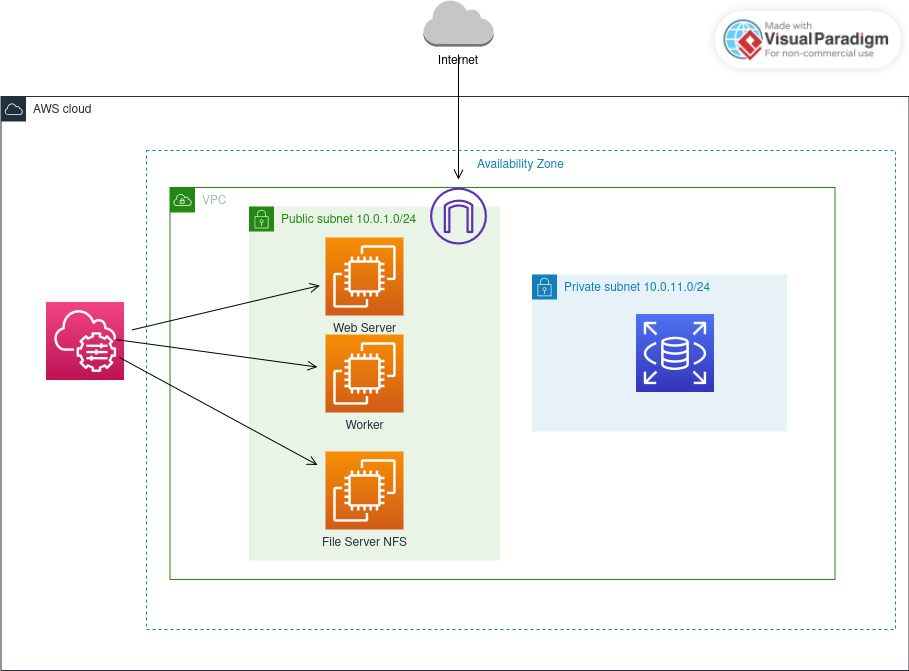 Internet
Made with
Visual Paradigm
For non-commercial use
AWS cloud
Availability Zone
VPC
Public subnet 10.0.1.0/24
Private subnet 10.0.11.0/24
Web Server
Worker
File Server NFS